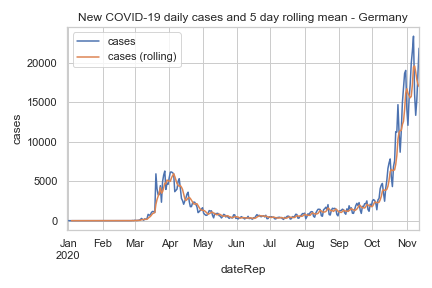 New COVID-19 daily cases and 5 day rolling mean - Germany
cases
cases (rolling)
20000
15000
10000
5000
0
cases
Jan Feb Mar Apr May Jun Jul Aug Sep Oct Nov
2020
dateRep